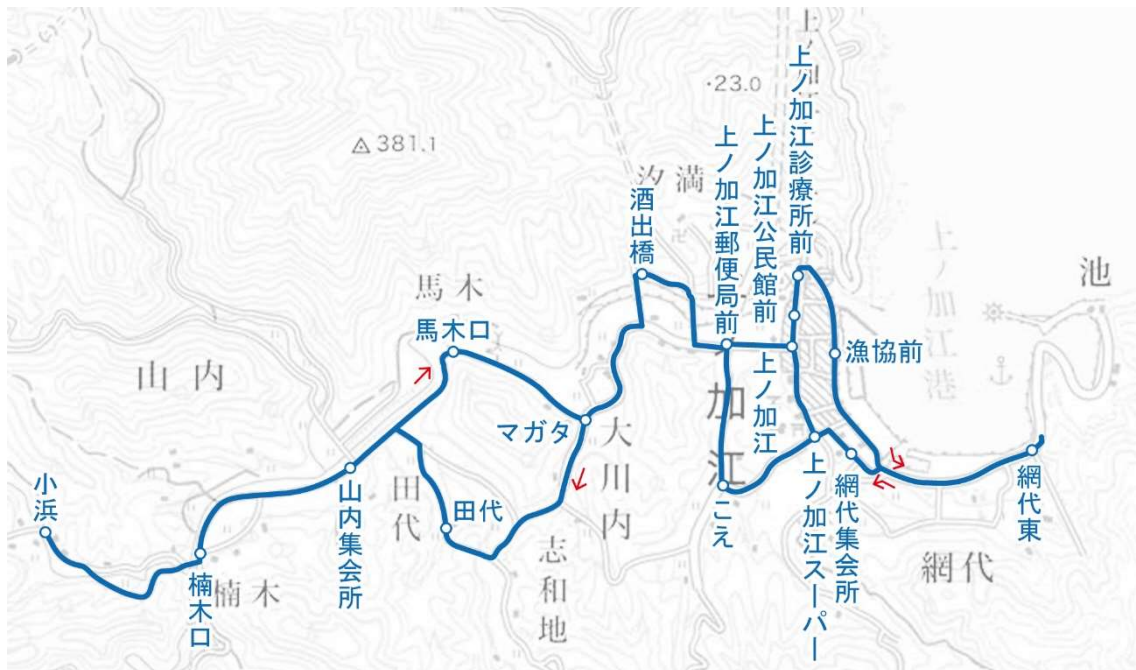 上ノ加江
・23.0
△381.1
汐満
酒出橋
上ノ加江郵便局前
上ノ加江公民館前
上ノ加江診療所前
上ノ加江港
池
馬木
馬木口
漁協前
山内
マガタ
大川内
加江
上ノ加江
小浜
山内集会所
田代
田代
志和地
こえ
上ノ加江スーパー
網代集会所
網代東
網代
楠木口
楠木